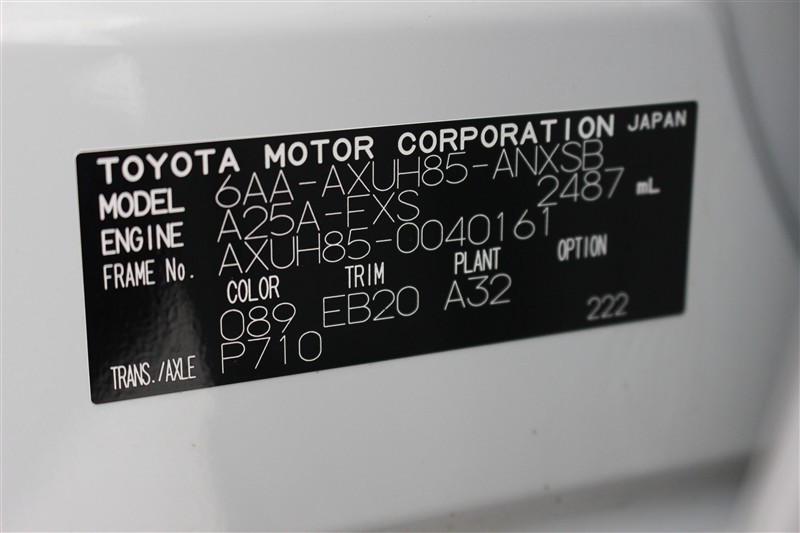 TOYOTA MOTOR CORPORATION JAPAN
MODEL 6AA-AXUH85-ANXSB
ENGINE A25A-FXS 2487 mL
FRAME No. AXUH85-0040161
COLOR TRIM PLANT OPTION
089 EB20 A32
TRANS./AXLE P710 222